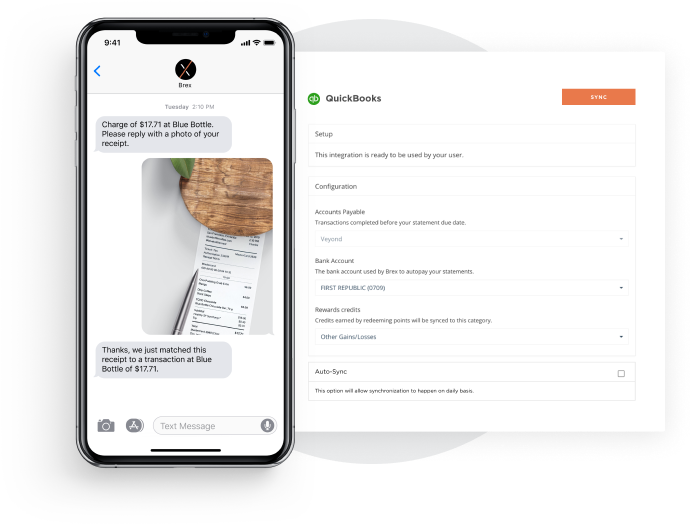 9:41
Brex
Tuesday 2:10 PM
Charge of $17.71 at Blue Bottle.
Please reply with a photo of your
receipt.
Thanks, we just matched this
receipt to a transaction at Blue
Bottle of $17.71.
Text Message
qb QuickBooks
SYNC
Setup
This integration is ready to be used by your user.
Configuration
Accounts Payable
Transactions completed before your statement due date.
Veyond
Bank Account
The bank account used by Brex to autopay your statements.
FIRST REPUBLIC (0709)
Rewards credits
Credits earned by redeeming points will be synced to this category.
Other Gains/Losses
Auto-Sync
This option will allow synchronization to happen on daily basis.